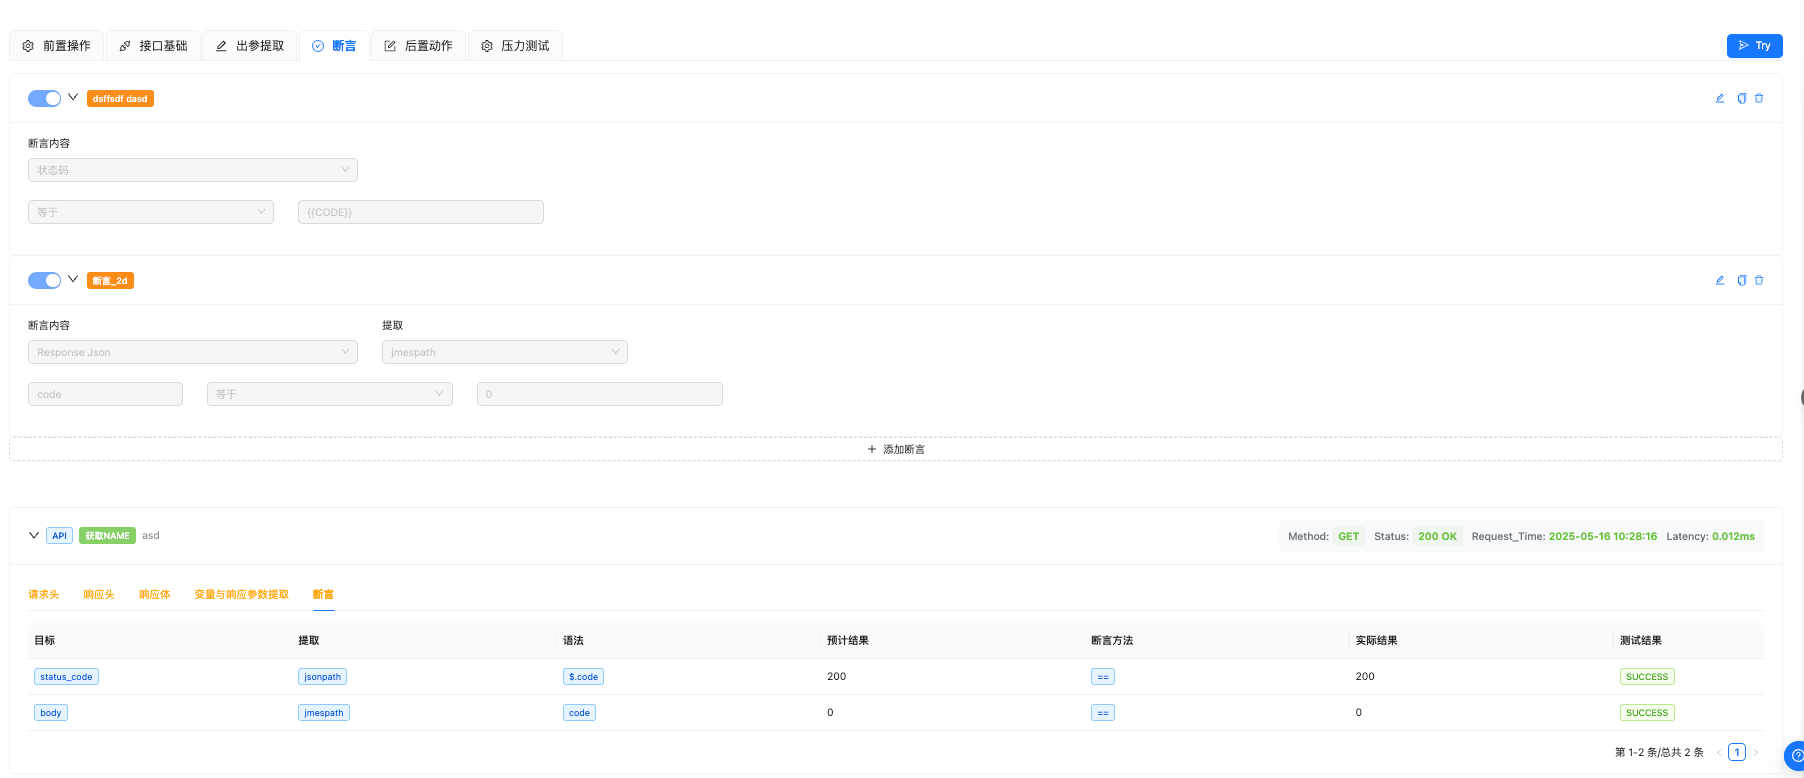 前置操作 接口基础 出参提取 断言 后置动作 压力测试 Try
dsffsdf dasd
断言内容
状态码
等于 {{CODE}}
断言_2d
断言内容 提取
Response Json jmespath
code 等于 0
+ 添加断言
API 获取NAME asd Method: GET Status: 200 OK Request_Time: 2025-05-16 10:28:16 Latency: 0.012ms
请求头 响应头 响应体 变量与响应参数提取 断言
目标 提取 语法 预计结果 断言方法 实际结果 测试结果
status_code jsonpath $.code 200 == 200 SUCCESS
body jmespath code 0 == 0 SUCCESS
第 1-2 条/总共 2 条 < 1 >